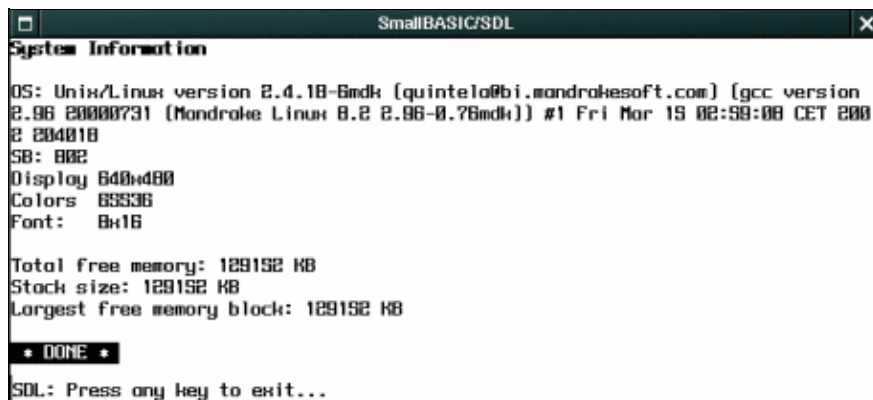 SmallBASIC/SDL
System Information
OS: Unix/Linux version 2.4.18-6mdk (quintela@bi.mandrakesoft.com) (gcc version
2.96 20000731 (Mandrake Linux 8.2 2.96-0.76mdk)) #1 Fri Mar 15 02:59:08 CET 200
2 204018
SB: 802
Display 640x480
Colors 65536
Font: 8x16
Total free memory: 129152 KB
Stack size: 129152 KB
Largest free memory block: 129152 KB
* DONE *
SDL: Press any key to exit...